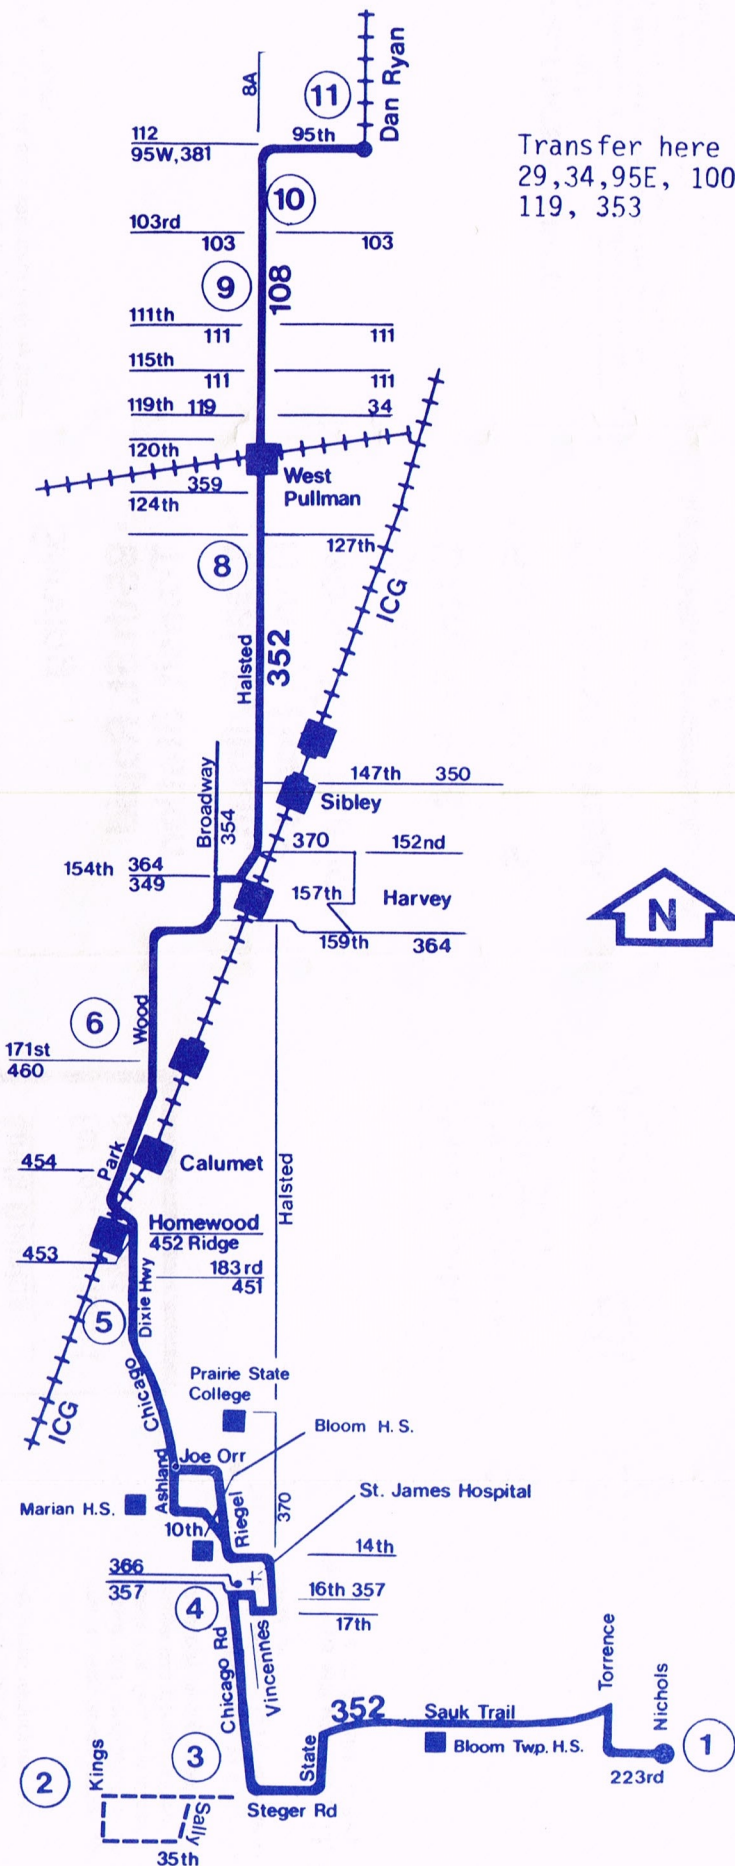 8A
11
Dan Ryan
112
95W,381
95th
Transfer here
29,34,95E, 100
119, 353
10
103rd
103
103
9
108
111th
111
111
115th
111
111
119th 119
34
120th
West
Pullman
359
124th
127th
8
ICG
Halsted
352
147th 350
Sibley
Broadway
354
370
152nd
154th
364
349
157th
Harvey
159th
364
N
6
Wood
171st
460
Park
454
Calumet
Halsted
Homewood
452 Ridge
453
183rd
451
5
Dixie Hwy
Chicago
ICG
Prairie State
College
Bloom H.S.
Joe Orr
Ashland
Marian H.S.
10th
Riegel
370
St. James Hospital
14th
366
357
16th 357
17th
4
Chicago Rd
Vincennes
Torrence
Nichols
352
Sauk Trail
Bloom Twp. H.S.
1
223rd
3
State
Steger Rd
2
Kings
Sally
35th